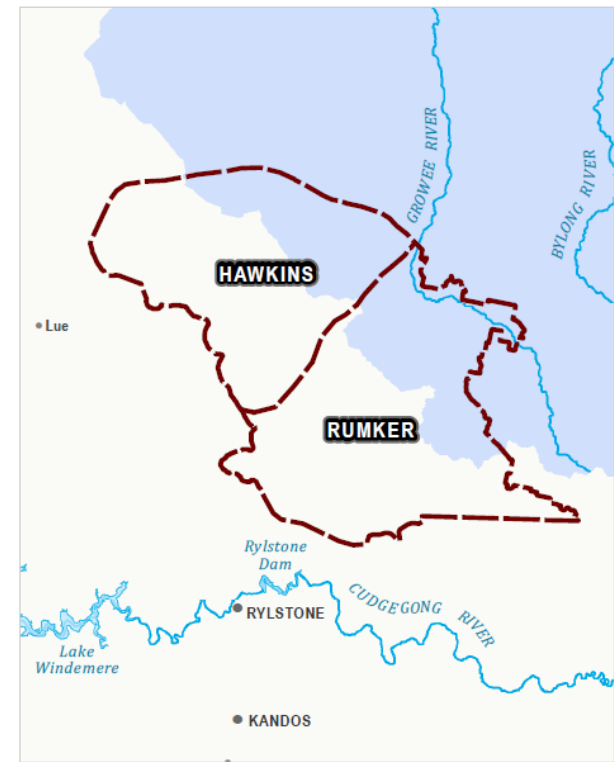 GROWEE RIVER
BYLONG RIVER
HAWKINS
Lue
RUMKER
Rylstone
Dam
CUDGEGONG RIVER
RYLSTONE
Lake
Windemere
KANDOS